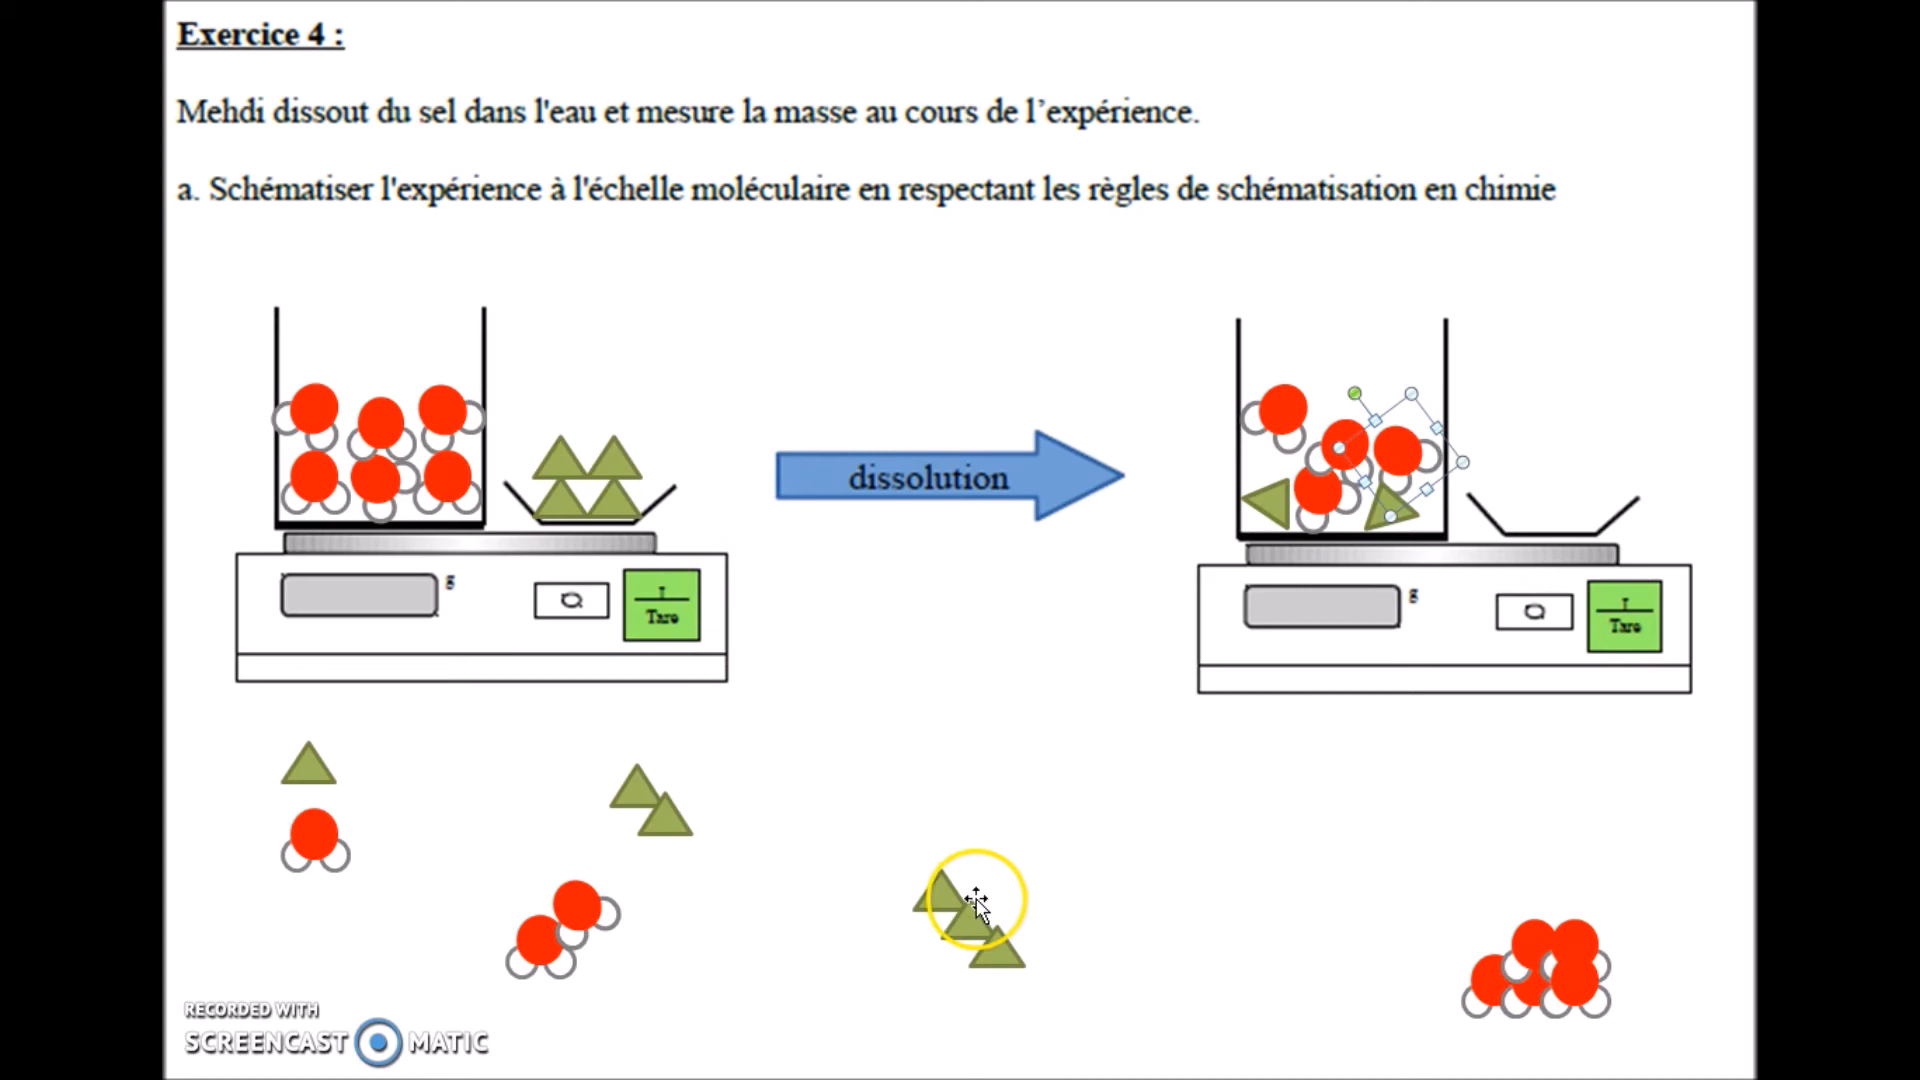 Exercice 4 :
Mehdi dissout du sel dans l'eau et mesure la masse au cours de l’expérience.
a. Schématiser l'expérience à l'échelle moléculaire en respectant les règles de schématisation en chimie
dissolution
g
Tare
g
Tare
RECORDED WITH
SCREENCAST MATIC